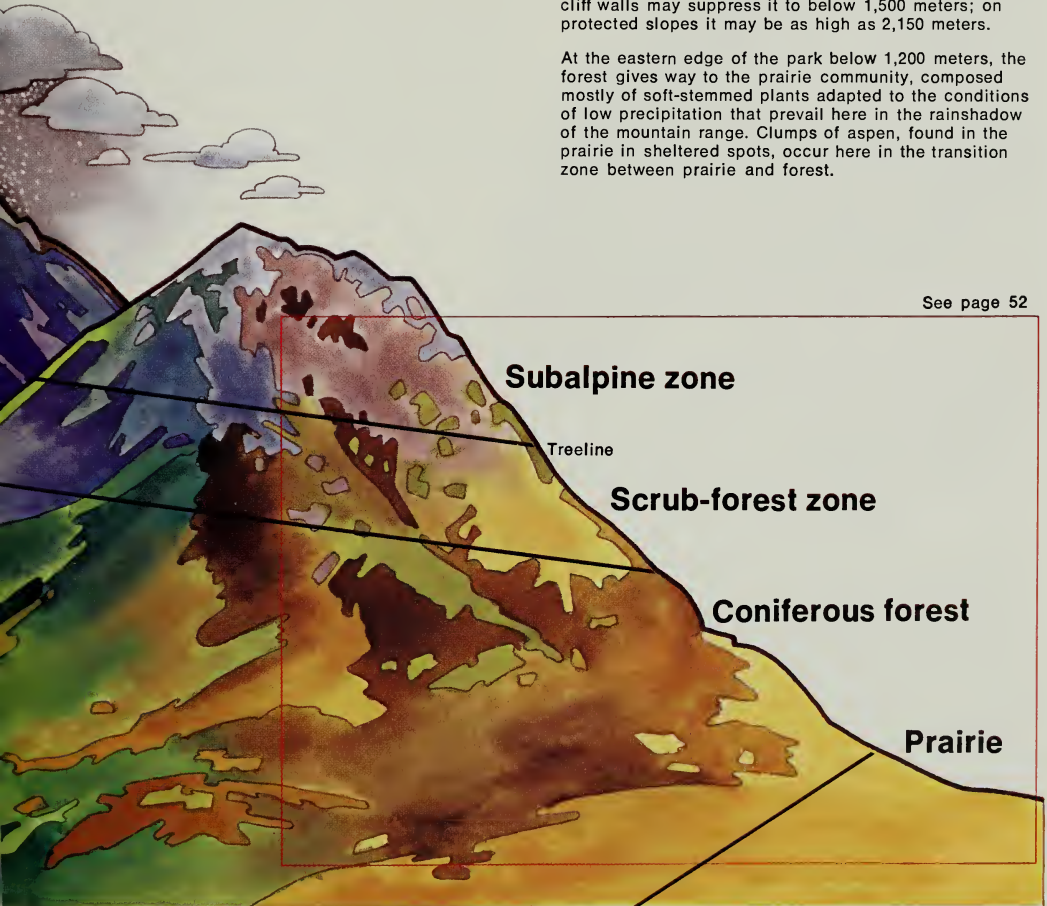 cliff walls may suppress it to below 1,500 meters; on
protected slopes it may be as high as 2,150 meters.
At the eastern edge of the park below 1,200 meters, the
forest gives way to the prairie community, composed
mostly of soft-stemmed plants adapted to the conditions
of low precipitation that prevail here in the rainshadow
of the mountain range. Clumps of aspen, found in the
prairie in sheltered spots, occur here in the transition
zone between prairie and forest.
See page 52
Subalpine zone
Treeline
Scrub-forest zone
Coniferous forest
Prairie